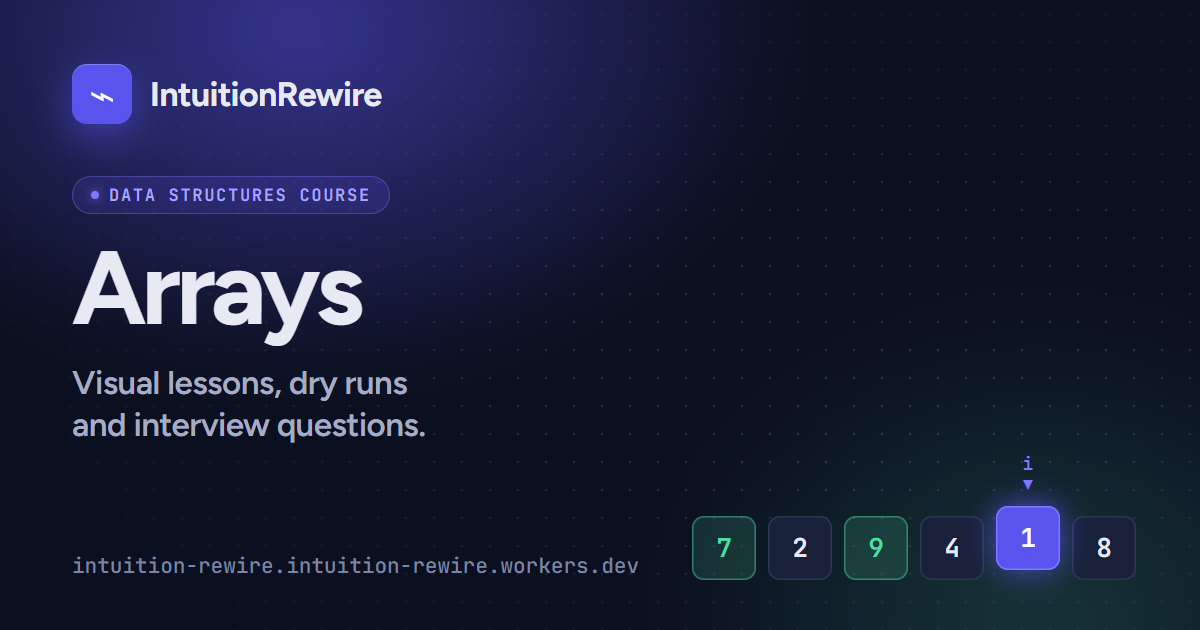 IntuitionRewire
DATA STRUCTURES COURSE
Arrays
Visual lessons, dry runs
and interview questions.
i
7 2 9 4 1 8
intuition-rewire.intuition-rewire.workers.dev